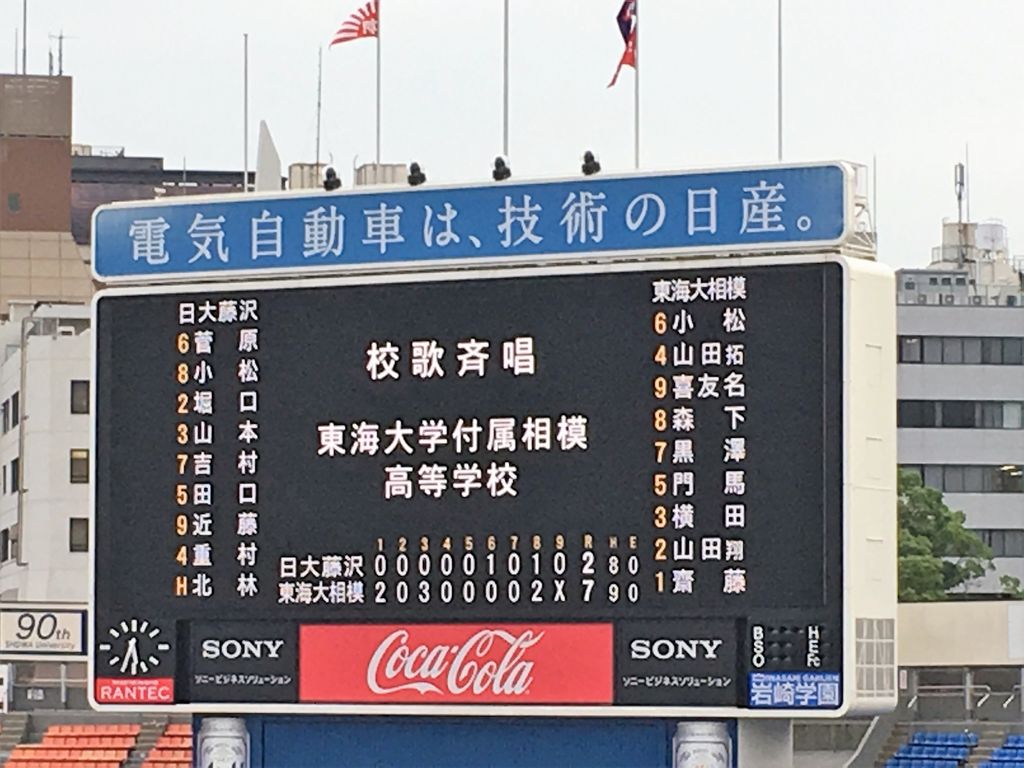 電気自動車は、技術の日産。
日大藤沢
6菅原
8小松
2堀口
3山本
7吉村
5田口
9近藤
4重村
H北林
校歌斉唱
東海大学付属相模
高等学校
東海大相模
6小松
4山田拓
9喜友名
8森下
7黒澤
5門馬
3横田
2山田翔
1齋藤
1 2 3 4 5 6 7 8 9 R H E
日大藤沢 0 0 0 0 0 1 0 1 0 2 8 0
東海大相模 2 0 3 0 0 0 0 2 X 7 9 0
90th
SHOWA University
RANTEC
SONY
ソニービジネスソリューション
Coca-Cola
SONY
ソニービジネスソリューション
B H
S E
O Fc
IWASAKI GAKUEN
岩崎学園